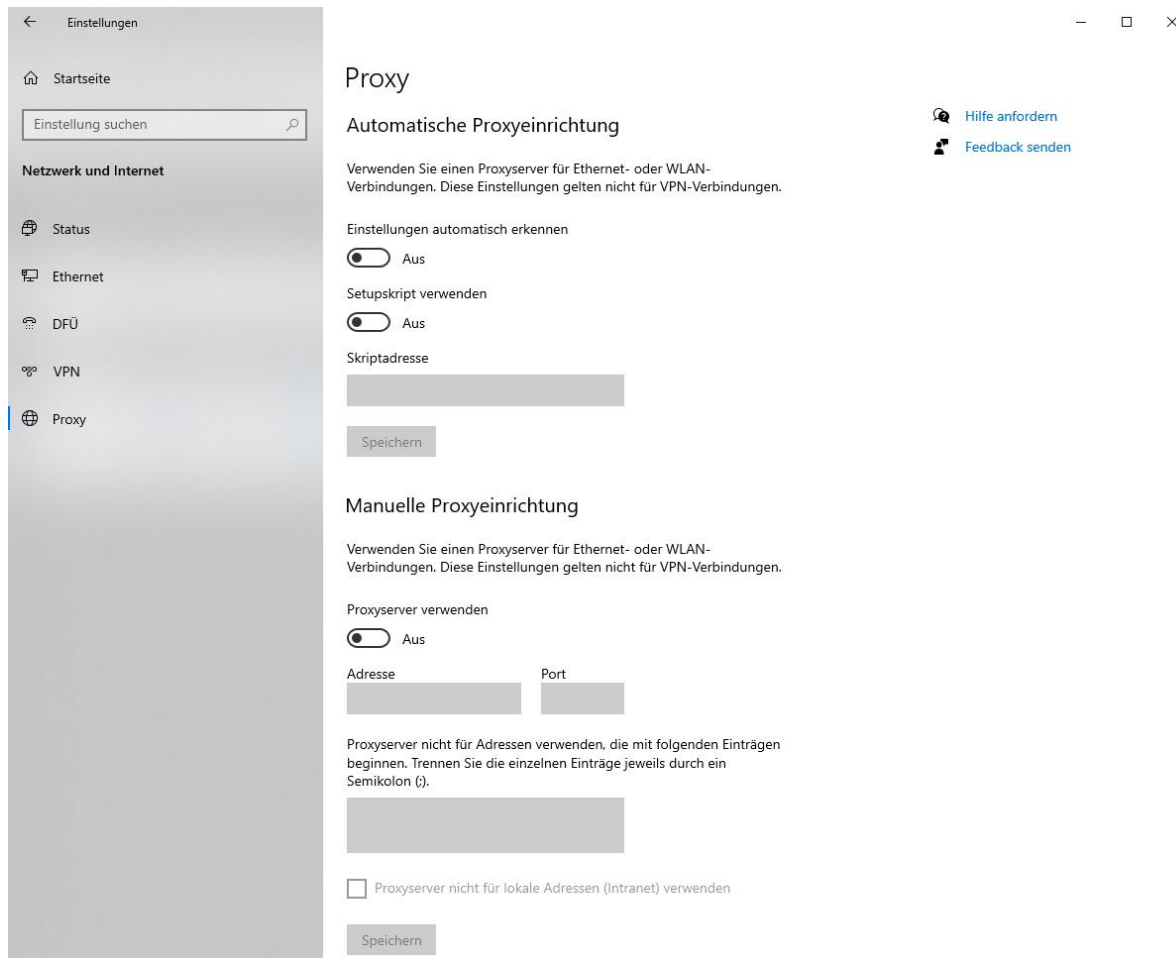 Einstellungen
Startseite
Einstellung suchen
Netzwerk und Internet
Status
Ethernet
DFÜ
VPN
Proxy
Proxy
Automatische Proxyeinrichtung
Verwenden Sie einen Proxyserver für Ethernet- oder WLAN-
Verbindungen. Diese Einstellungen gelten nicht für VPN-Verbindungen.
Einstellungen automatisch erkennen
Aus
Setupskript verwenden
Aus
Skriptadresse
Speichern
Manuelle Proxyeinrichtung
Verwenden Sie einen Proxyserver für Ethernet- oder WLAN-
Verbindungen. Diese Einstellungen gelten nicht für VPN-Verbindungen.
Proxyserver verwenden
Aus
Adresse Port
Proxyserver nicht für Adressen verwenden, die mit folgenden Einträgen
beginnen. Trennen Sie die einzelnen Einträge jeweils durch ein
Semikolon (;).
Proxyserver nicht für lokale Adressen (Intranet) verwenden
Speichern
Hilfe anfordern
Feedback senden